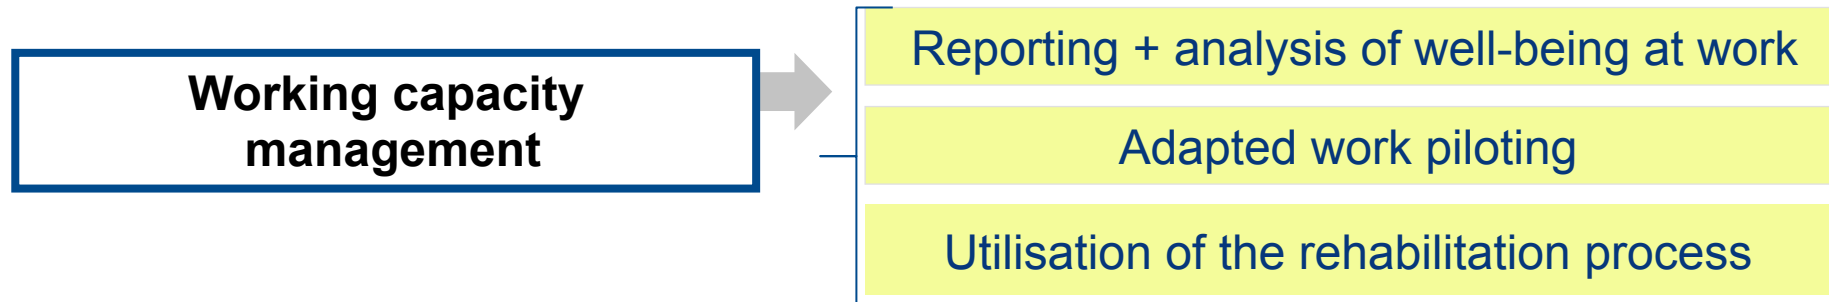 Working capacity
management
Reporting + analysis of well-being at work
Adapted work piloting
Utilisation of the rehabilitation process